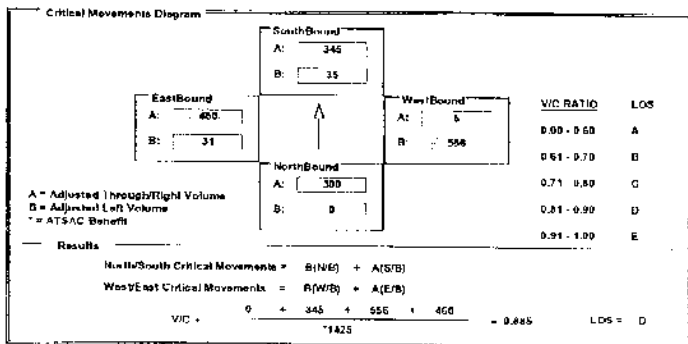 Critical Movements Diagram
SouthBound
A: 345
B: 35
EastBound
A: 460
B: 31
WestBound
A:
B: 556
NorthBound
A: 300
B: 0
V/C RATIO LOS
0.00 - 0.60 A
0.61 - 0.70 B
0.71 - 0.80 C
0.81 - 0.90 D
0.91 - 1.00 E
A = Adjusted Through/Right Volume
B = Adjusted Left Volume
* = ATSAC Benefit
Results
North/South Critical Movements = B(N/B) + A(S/B)
West/East Critical Movements = B(W/B) + A(E/B)
V/C = 0 + 345 + 556 + 460 = 0.885 LOS = D
*1425